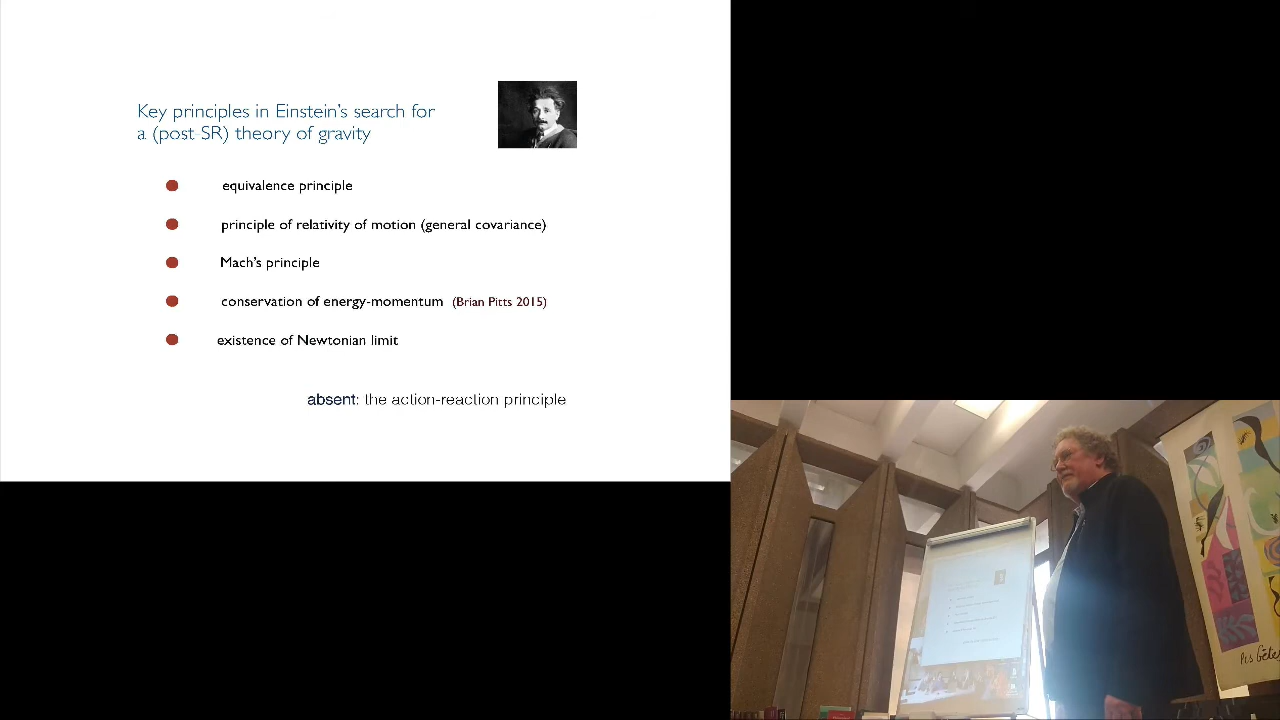 Key principles in Einstein's search for
a (post-SR) theory of gravity
equivalence principle
principle of relativity of motion (general covariance)
Mach's principle
conservation of energy-momentum (Brian Pitts 2015)
existence of Newtonian limit
absent: the action-reaction principle